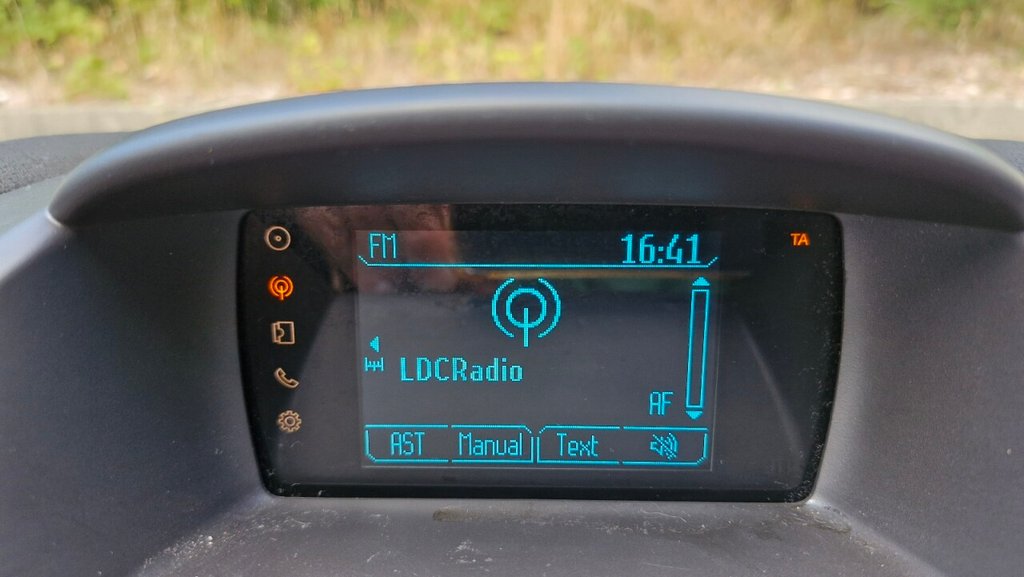 FM 16:41 TA
LDCRadio
AF
AST Manual Text